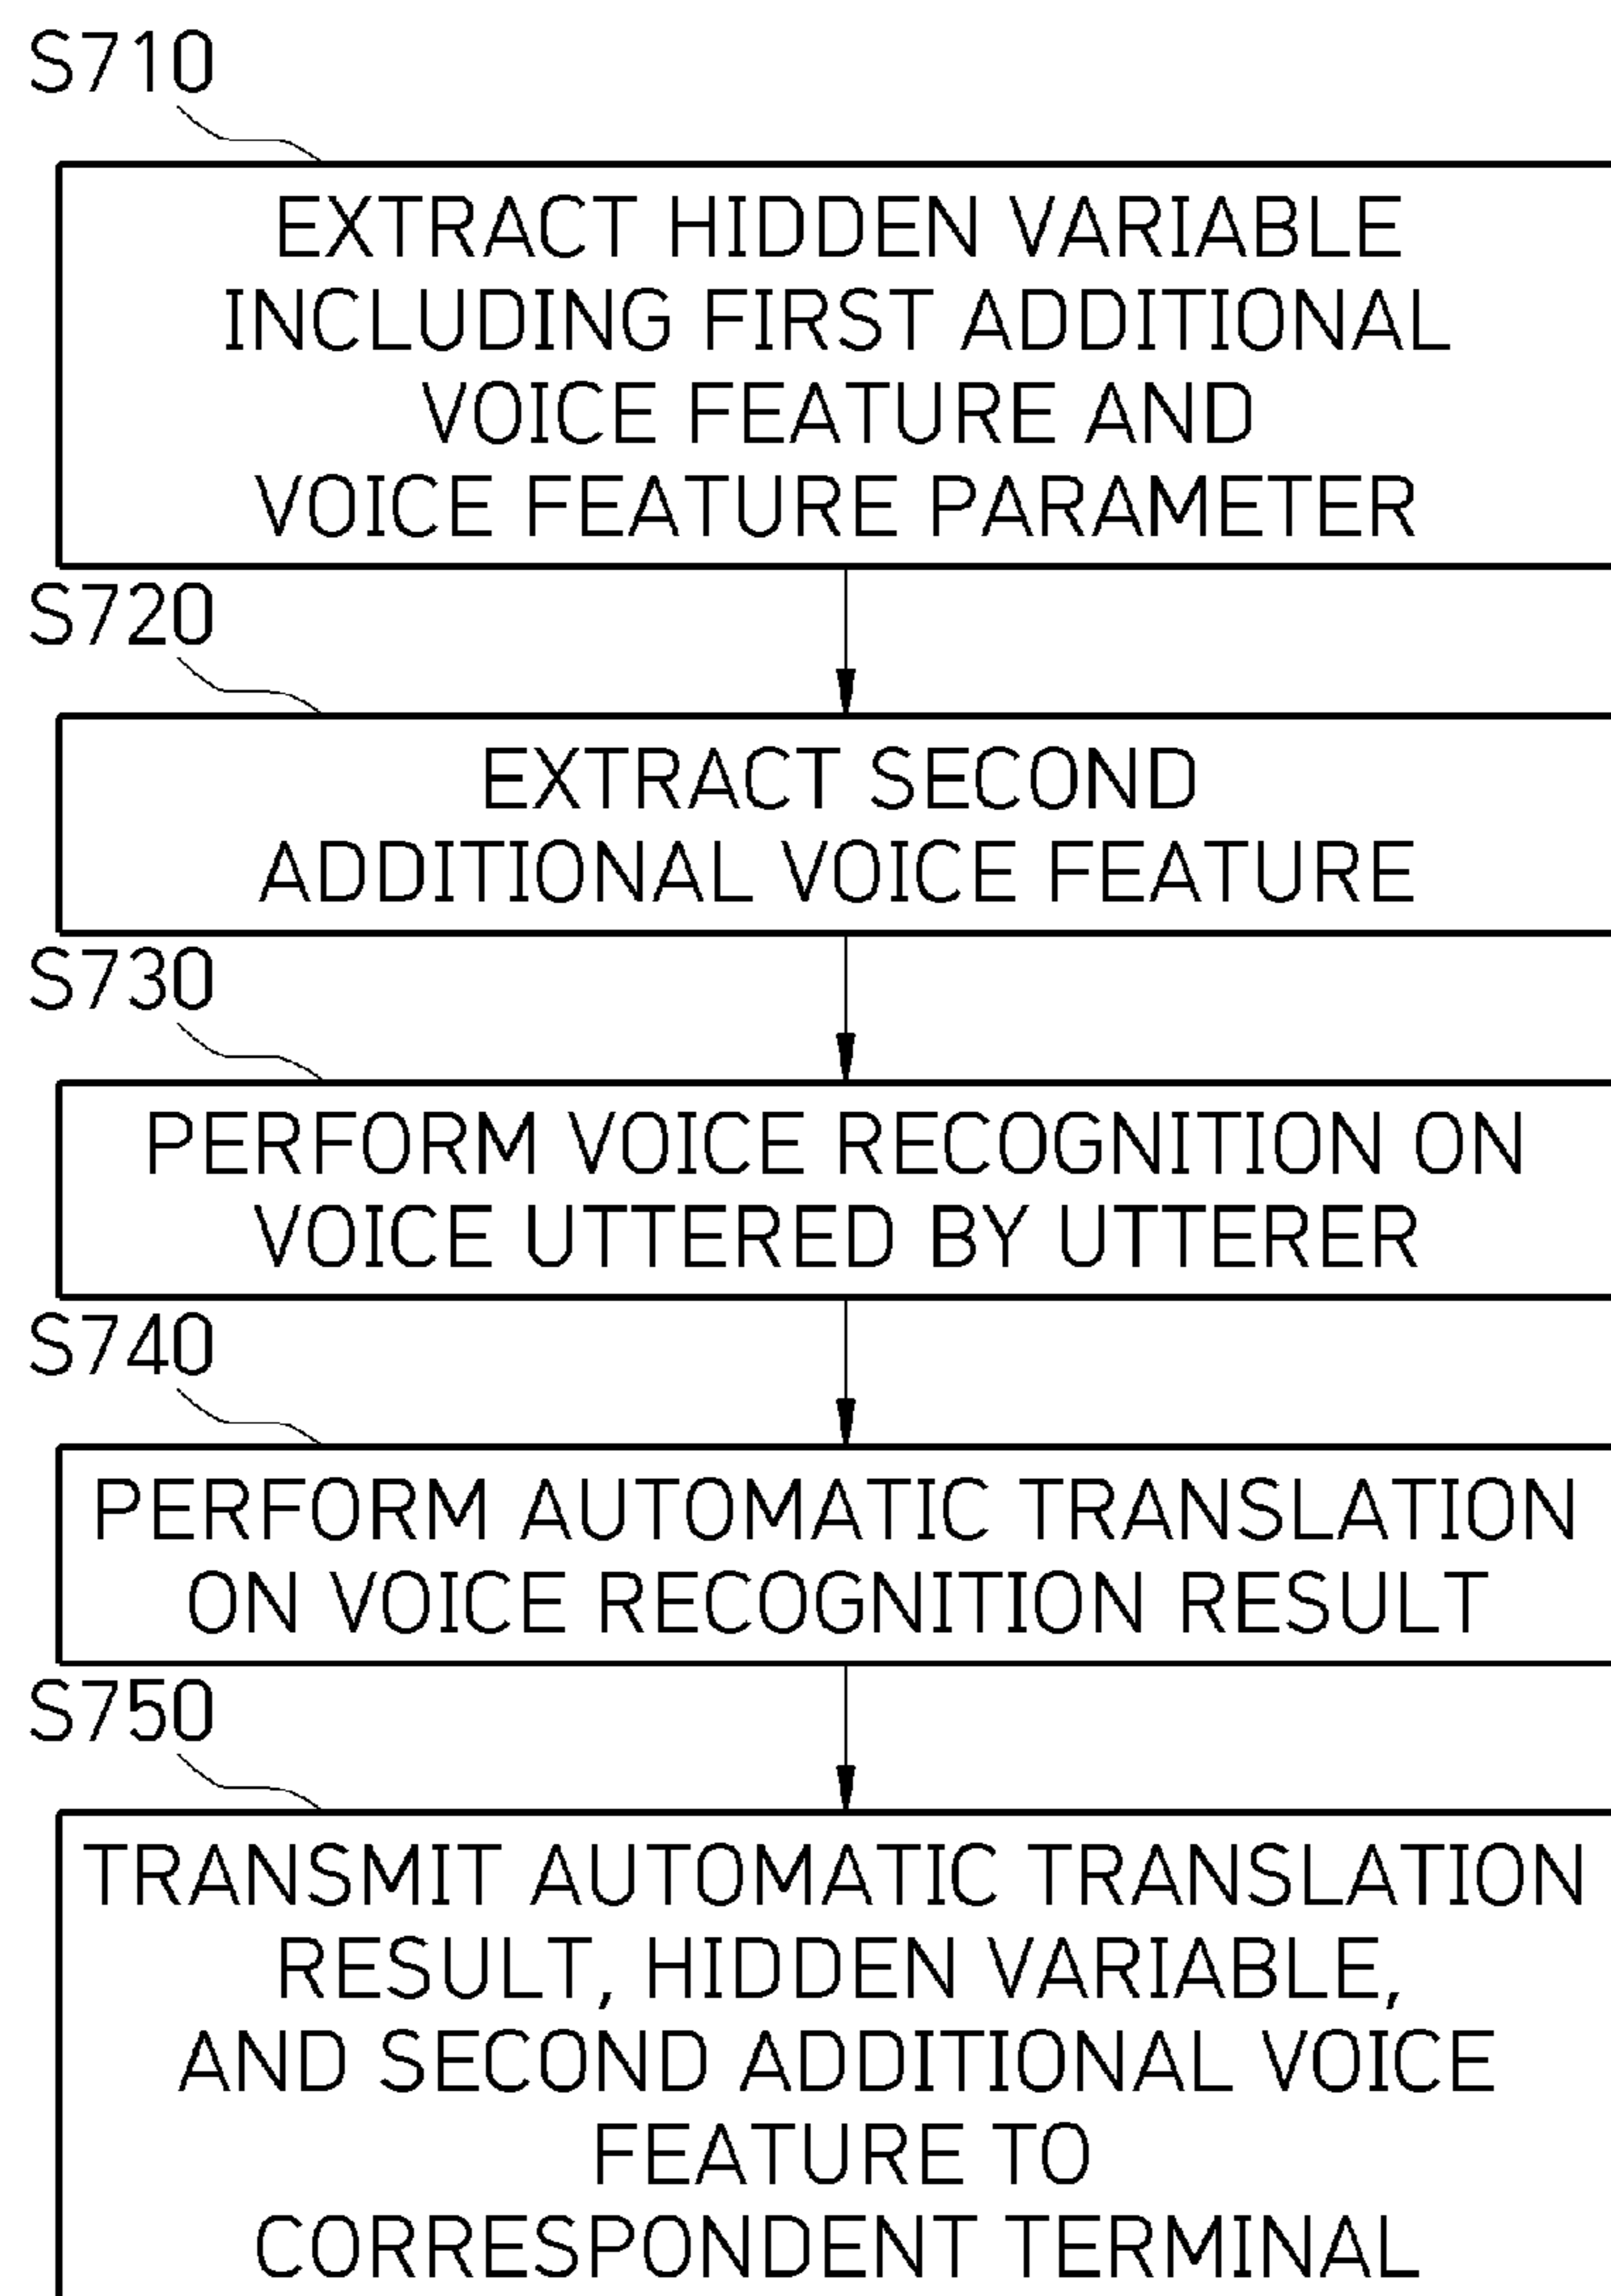 S710
EXTRACT HIDDEN VARIABLE
INCLUDING FIRST ADDITIONAL
VOICE FEATURE AND
VOICE FEATURE PARAMETER
S720
EXTRACT SECOND
ADDITIONAL VOICE FEATURE
S730
PERFORM VOICE RECOGNITION ON
VOICE UTTERED BY UTTERER
S740
PERFORM AUTOMATIC TRANSLATION
ON VOICE RECOGNITION RESULT
S750
TRANSMIT AUTOMATIC TRANSLATION
RESULT, HIDDEN VARIABLE,
AND SECOND ADDITIONAL VOICE
FEATURE TO
CORRESPONDENT TERMINAL